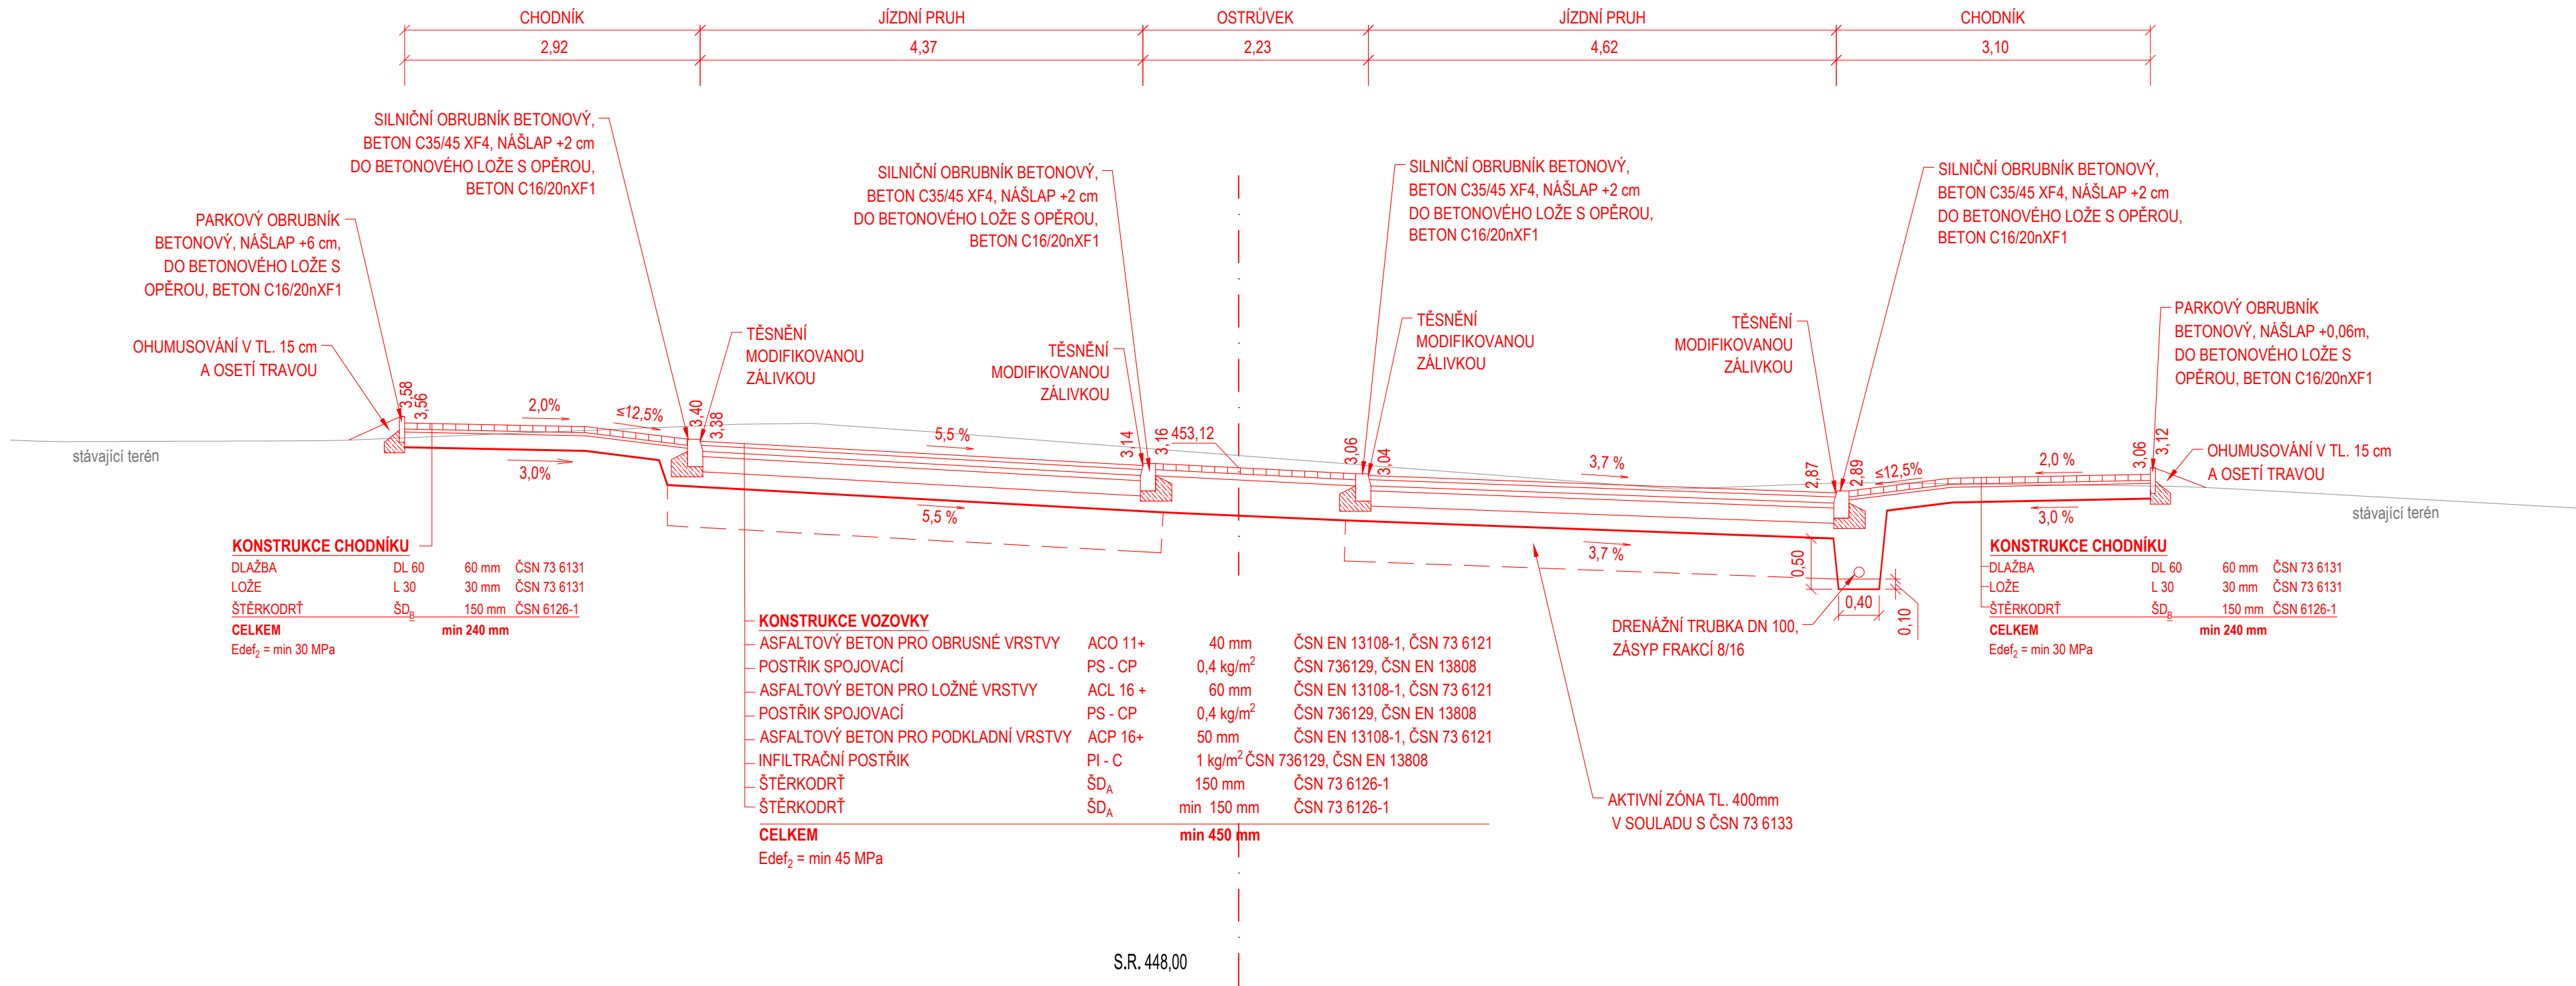 CHODNÍK JÍZDNÍ PRUH OSTRŮVEK JÍZDNÍ PRUH CHODNÍK
2,92 4,37 2,23 4,62 3,10
SILNIČNÍ OBRUBNÍK BETONOVÝ,
BETON C35/45 XF4, NÁŠLAP +2 cm
DO BETONOVÉHO LOŽE S OPĚROU,
BETON C16/20nXF1
SILNIČNÍ OBRUBNÍK BETONOVÝ,
BETON C35/45 XF4, NÁŠLAP +2 cm
DO BETONOVÉHO LOŽE S OPĚROU,
BETON C16/20nXF1
SILNIČNÍ OBRUBNÍK BETONOVÝ,
BETON C35/45 XF4, NÁŠLAP +2 cm
DO BETONOVÉHO LOŽE S OPĚROU,
BETON C16/20nXF1
SILNIČNÍ OBRUBNÍK BETONOVÝ,
BETON C35/45 XF4, NÁŠLAP +2 cm
DO BETONOVÉHO LOŽE S OPĚROU,
BETON C16/20nXF1
PARKOVÝ OBRUBNÍK
BETONOVÝ, NÁŠLAP +6 cm,
DO BETONOVÉHO LOŽE S
OPĚROU, BETON C16/20nXF1
OHUMUSOVÁNÍ V TL. 15 cm
A OSETÍ TRAVOU
TĚSNĚNÍ
MODIFIKOVANOU
ZÁLIVKOU
TĚSNĚNÍ
MODIFIKOVANOU
ZÁLIVKOU
TĚSNĚNÍ
MODIFIKOVANOU
ZÁLIVKOU
TĚSNĚNÍ
MODIFIKOVANOU
ZÁLIVKOU
PARKOVÝ OBRUBNÍK
BETONOVÝ, NÁŠLAP +0,06m,
DO BETONOVÉHO LOŽE S
OPĚROU, BETON C16/20nXF1
OHUMUSOVÁNÍ V TL. 15 cm
A OSETÍ TRAVOU
3,58
3,56
2,0%
≤12,5%
3,40
3,38
5,5 %
3,14
3,16
453,12
3,06
3,04
3,7 %
2,87
2,89
≤12,5%
2,0 %
3,06
3,12
stávající terén
3,0%
5,5 %
3,7 %
3,0 %
stávající terén
0,50
0,40
0,10
KONSTRUKCE CHODNÍKU
DLAŽBA DL 60 60 mm ČSN 73 6131
LOŽE L 30 30 mm ČSN 73 6131
ŠTĚRKODRŤ ŠDB 150 mm ČSN 6126-1
CELKEM min 240 mm
Edef2 = min 30 MPa
KONSTRUKCE VOZOVKY
ASFALTOVÝ BETON PRO OBRUSNÉ VRSTVY ACO 11+ 40 mm ČSN EN 13108-1, ČSN 73 6121
POSTŘIK SPOJOVACÍ PS - CP 0,4 kg/m2 ČSN 736129, ČSN EN 13808
ASFALTOVÝ BETON PRO LOŽNÉ VRSTVY ACL 16 + 60 mm ČSN EN 13108-1, ČSN 73 6121
POSTŘIK SPOJOVACÍ PS - CP 0,4 kg/m2 ČSN 736129, ČSN EN 13808
ASFALTOVÝ BETON PRO PODKLADNÍ VRSTVY ACP 16+ 50 mm ČSN EN 13108-1, ČSN 73 6121
INFILTRAČNÍ POSTŘIK PI - C 1 kg/m2 ČSN 736129, ČSN EN 13808
ŠTĚRKODRŤ ŠDA 150 mm ČSN 73 6126-1
ŠTĚRKODRŤ ŠDA min 150 mm ČSN 73 6126-1
CELKEM min 450 mm
Edef2 = min 45 MPa
DRENÁŽNÍ TRUBKA DN 100,
ZÁSYP FRAKCÍ 8/16
AKTIVNÍ ZÓNA TL. 400mm
V SOULADU S ČSN 73 6133
KONSTRUKCE CHODNÍKU
DLAŽBA DL 60 60 mm ČSN 73 6131
LOŽE L 30 30 mm ČSN 73 6131
ŠTĚRKODRŤ ŠDB 150 mm ČSN 6126-1
CELKEM min 240 mm
Edef2 = min 30 MPa
S.R. 448,00